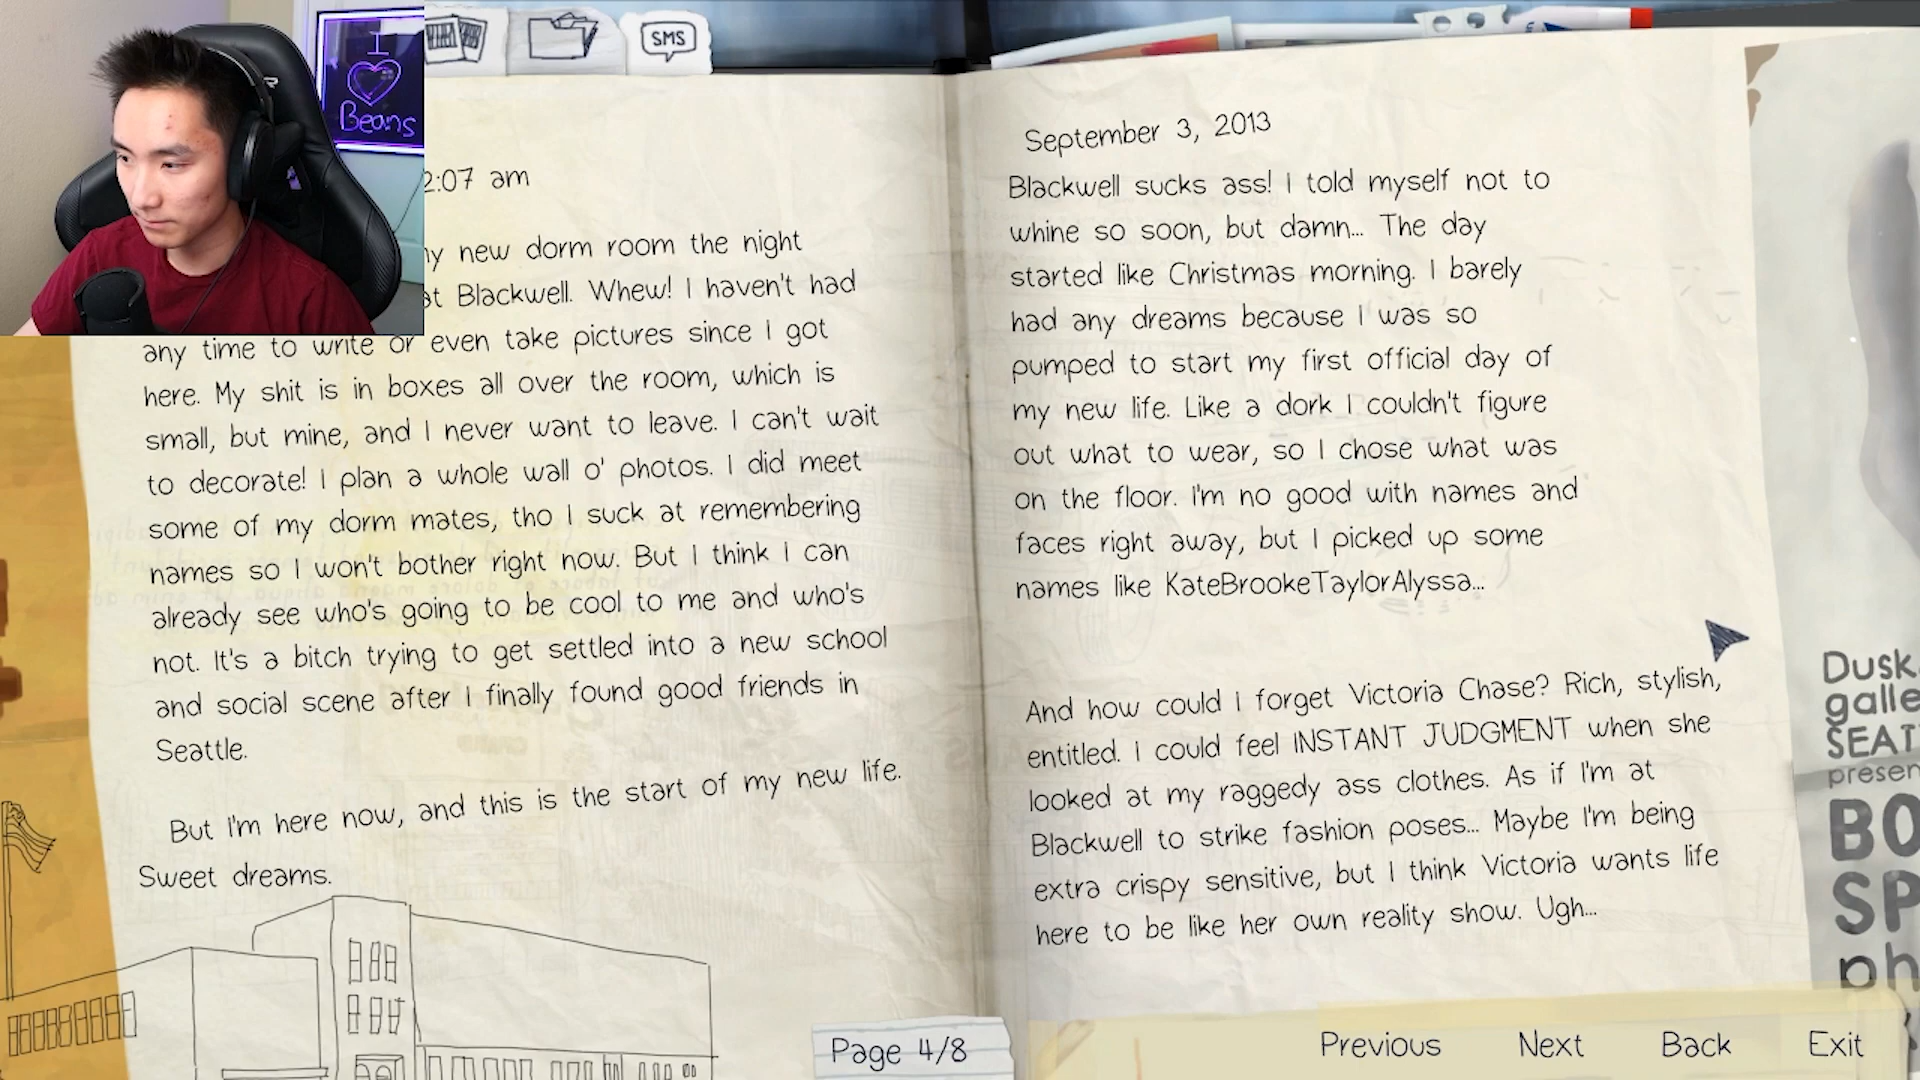 I
Beans
SMS
2:07 am
new dorm room the night
at Blackwell. Whew! I haven't had
any time to write or even take pictures since I got
here. My shit is in boxes all over the room, which is
small, but mine, and I never want to leave. I can't wait
to decorate! I plan a whole wall o' photos. I did meet
some of my dorm mates, tho I suck at remembering
names so I won't bother right now. But I think I can
already see who's going to be cool to me and who's
not. It's a bitch trying to get settled into a new school
and social scene after I finally found good friends in
Seattle.
But I'm here now, and this is the start of my new life.
Sweet dreams.
September 3, 2013
Blackwell sucks ass! I told myself not to
whine so soon, but damn... The day
started like Christmas morning. I barely
had any dreams because I was so
pumped to start my first official day of
my new life. Like a dork I couldn't figure
out what to wear, so I chose what was
on the floor. I'm no good with names and
faces right away, but I picked up some
names like KateBrookeTaylorAlyssa...
And how could I forget Victoria Chase? Rich, stylish,
entitled. I could feel INSTANT JUDGMENT when she
looked at my raggedy ass clothes. As if I'm at
Blackwell to strike fashion poses... Maybe I'm being
extra crispy sensitive, but I think Victoria wants life
here to be like her own reality show. Ugh...
Dusk
galle
SEAT
presen
BO
SP
ph
Page 4/8
Previous Next Back Exit